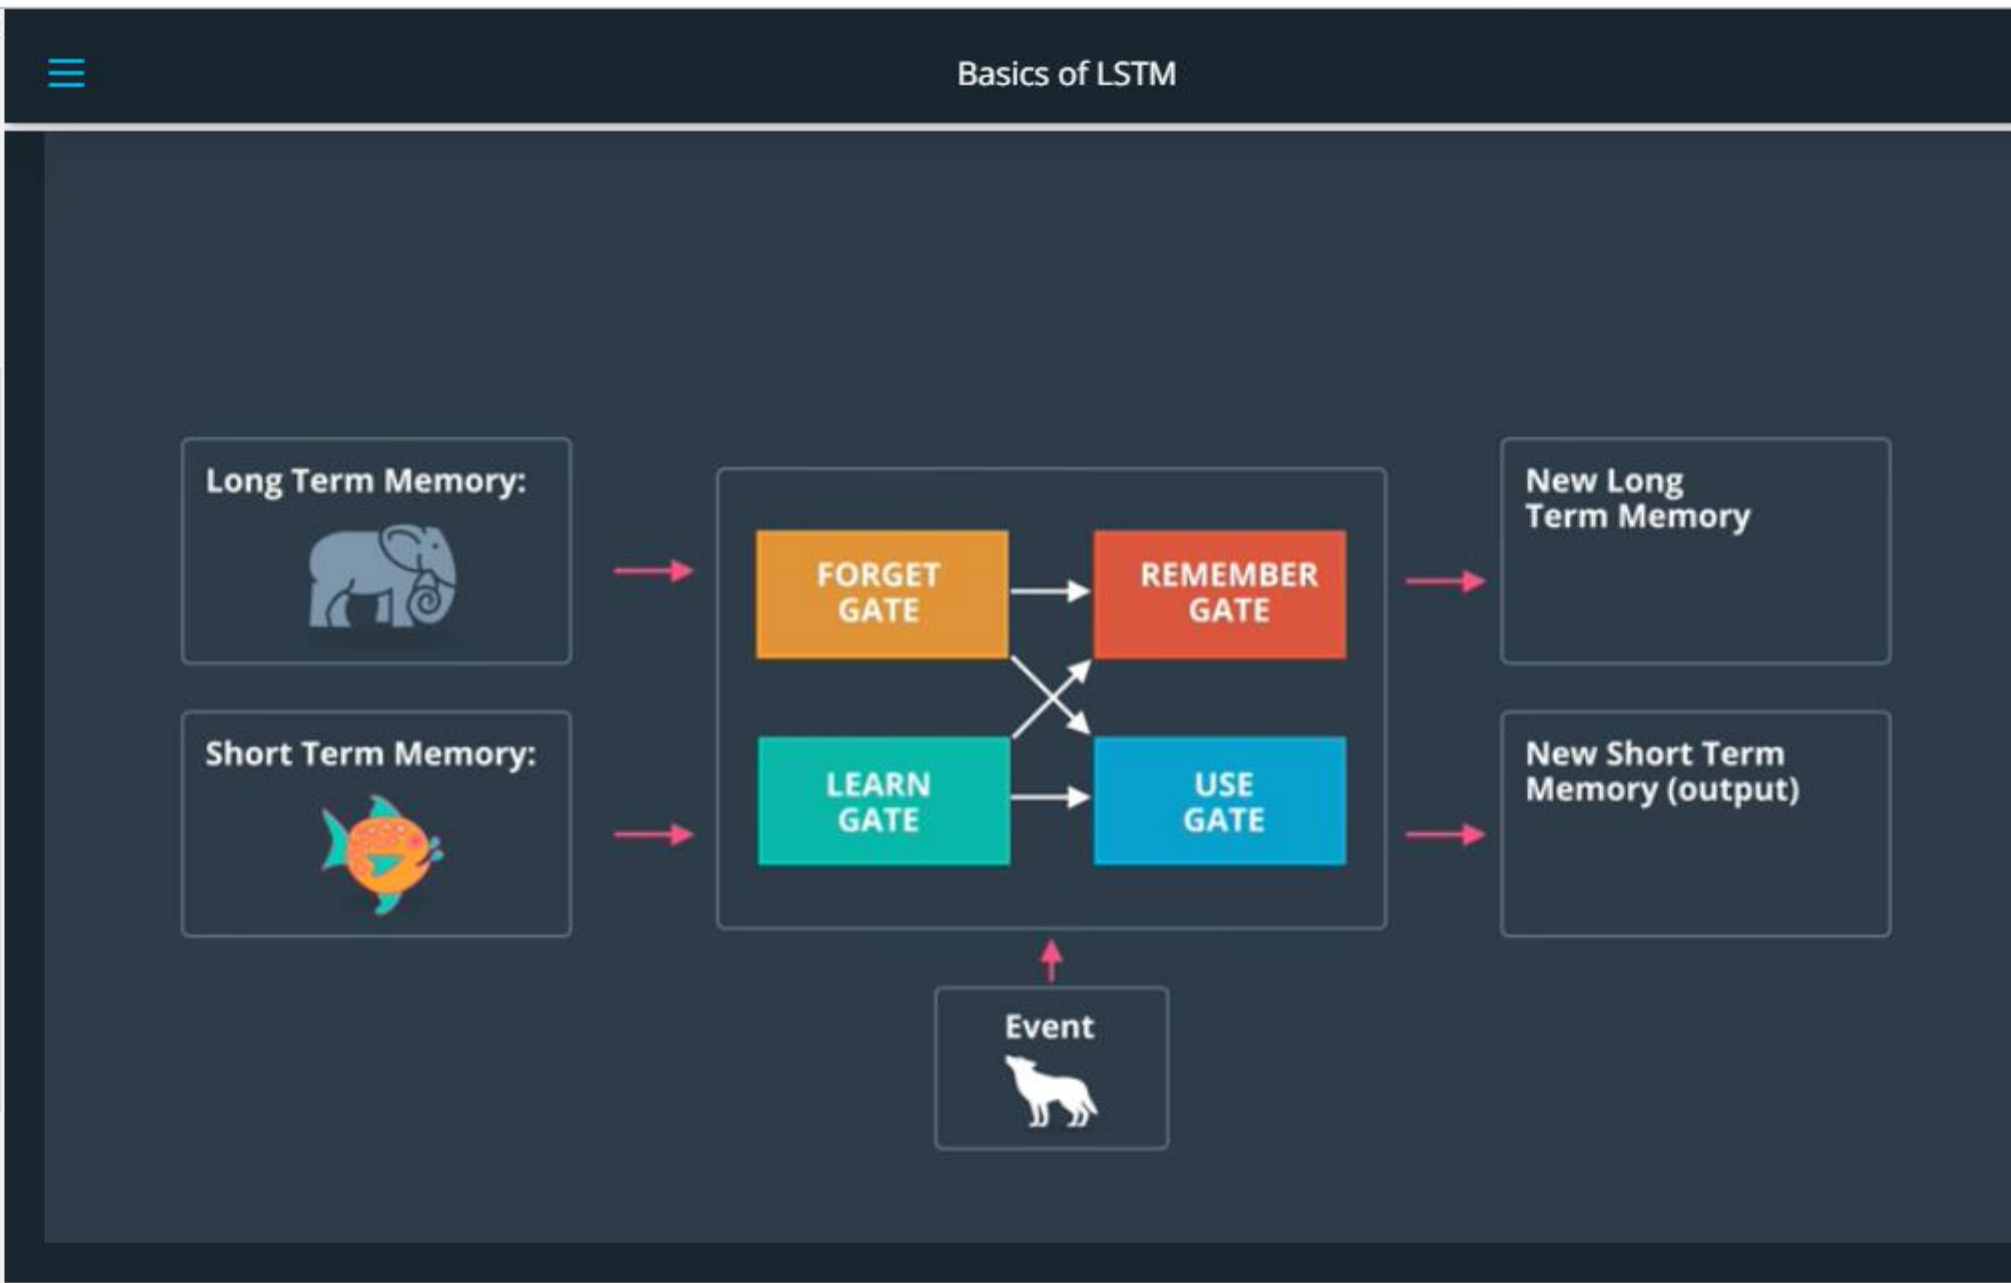 Basics of LSTM
Long Term Memory:
Short Term Memory:
FORGET
GATE
REMEMBER
GATE
LEARN
GATE
USE
GATE
New Long
Term Memory
New Short Term
Memory (output)
Event